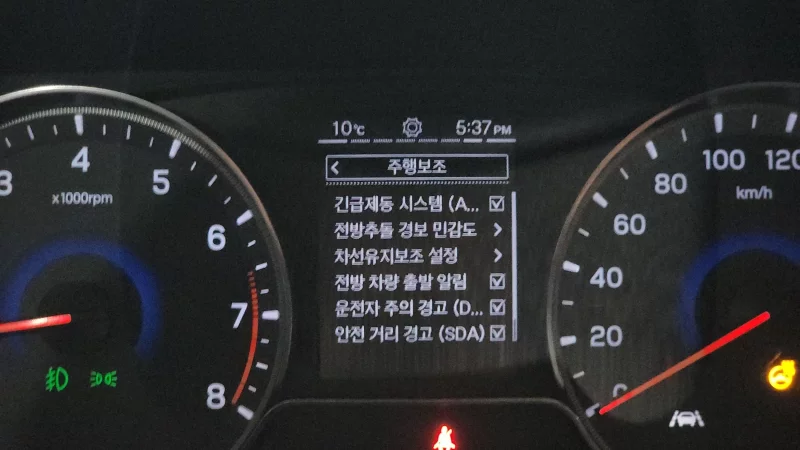 10°C 5:37 PM
< 주행보조
긴급제동 시스템 (A...
전방추돌 경보 민감도 >
차선유지보조 설정 >
전방 차량 출발 알림
운전자 주의 경고 (D...
안전 거리 경고 (SDA)
3
4
5
6
7
8
x1000rpm
0
20
40
60
80
100
120
km/h